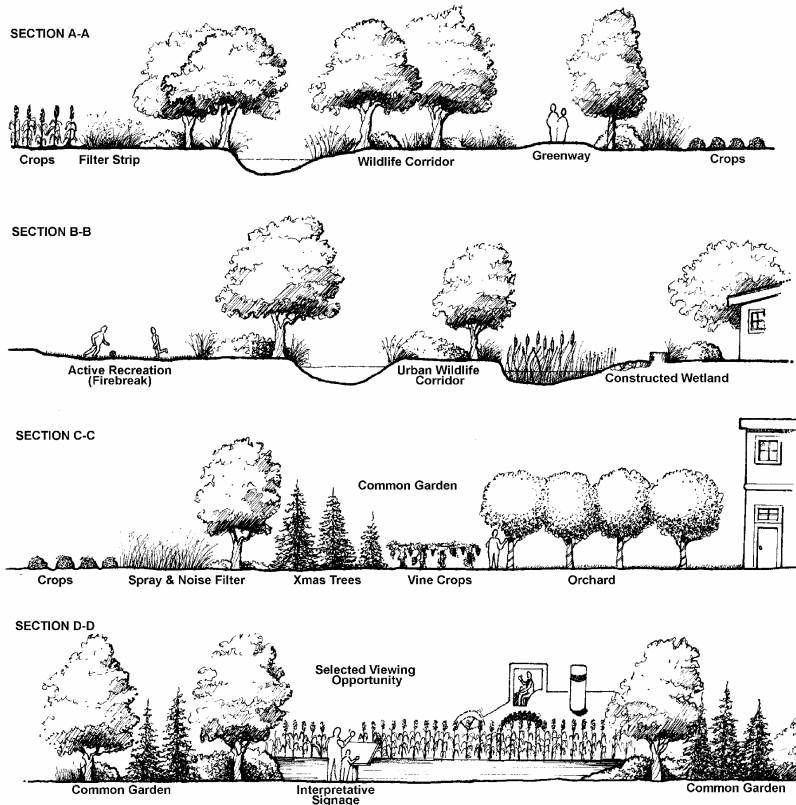 SECTION A-A
Crops
Filter Strip
Wildlife Corridor
Greenway
Crops
SECTION B-B
Active Recreation
(Firebreak)
Urban Wildlife
Corridor
Constructed Wetland
SECTION C-C
Common Garden
Crops
Spray & Noise Filter
Xmas Trees
Vine Crops
Orchard
SECTION D-D
Selected Viewing
Opportunity
Common Garden
Interpretative
Signage
Common Garden